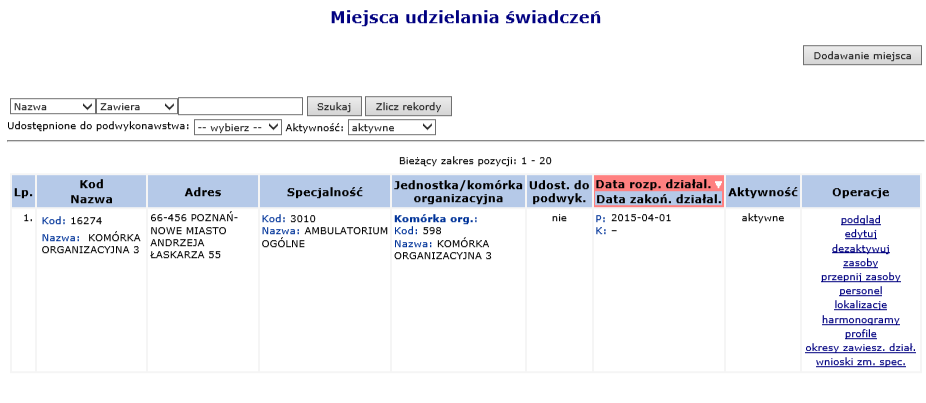 Miejsca udzielania świadczeń
Dodawanie miejsca
Nazwa Zawiera Szukaj Zlicz rekordy
Udostępnione do podwykonawstwa: -- wybierz -- Aktywność: aktywne
Bieżący zakres pozycji: 1 - 20
Lp.
Kod
Nazwa
Adres
Specjalność
Jednostka/komórka
organizacyjna
Udost. do
podwyk.
Data rozp. działal.
Data zakoń. działal.
Aktywność
Operacje
1.
Kod: 16274
Nazwa: KOMÓRKA
ORGANIZACYJNA 3
66-456 POZNAŃ-
NOWE MIASTO
ANDRZEJA
ŁASKARZA 55
Kod: 3010
Nazwa: AMBULATORIUM
OGÓLNE
Komórka org.:
Kod: 598
Nazwa: KOMÓRKA
ORGANIZACYJNA 3
nie
P: 2015-04-01
K: –
aktywne
podgląd
edytuj
dezaktywuj
zasoby
przepnij zasoby
personel
lokalizacje
harmonogramy
profile
okresy zawiesz. dział.
wnioski zm. spec.